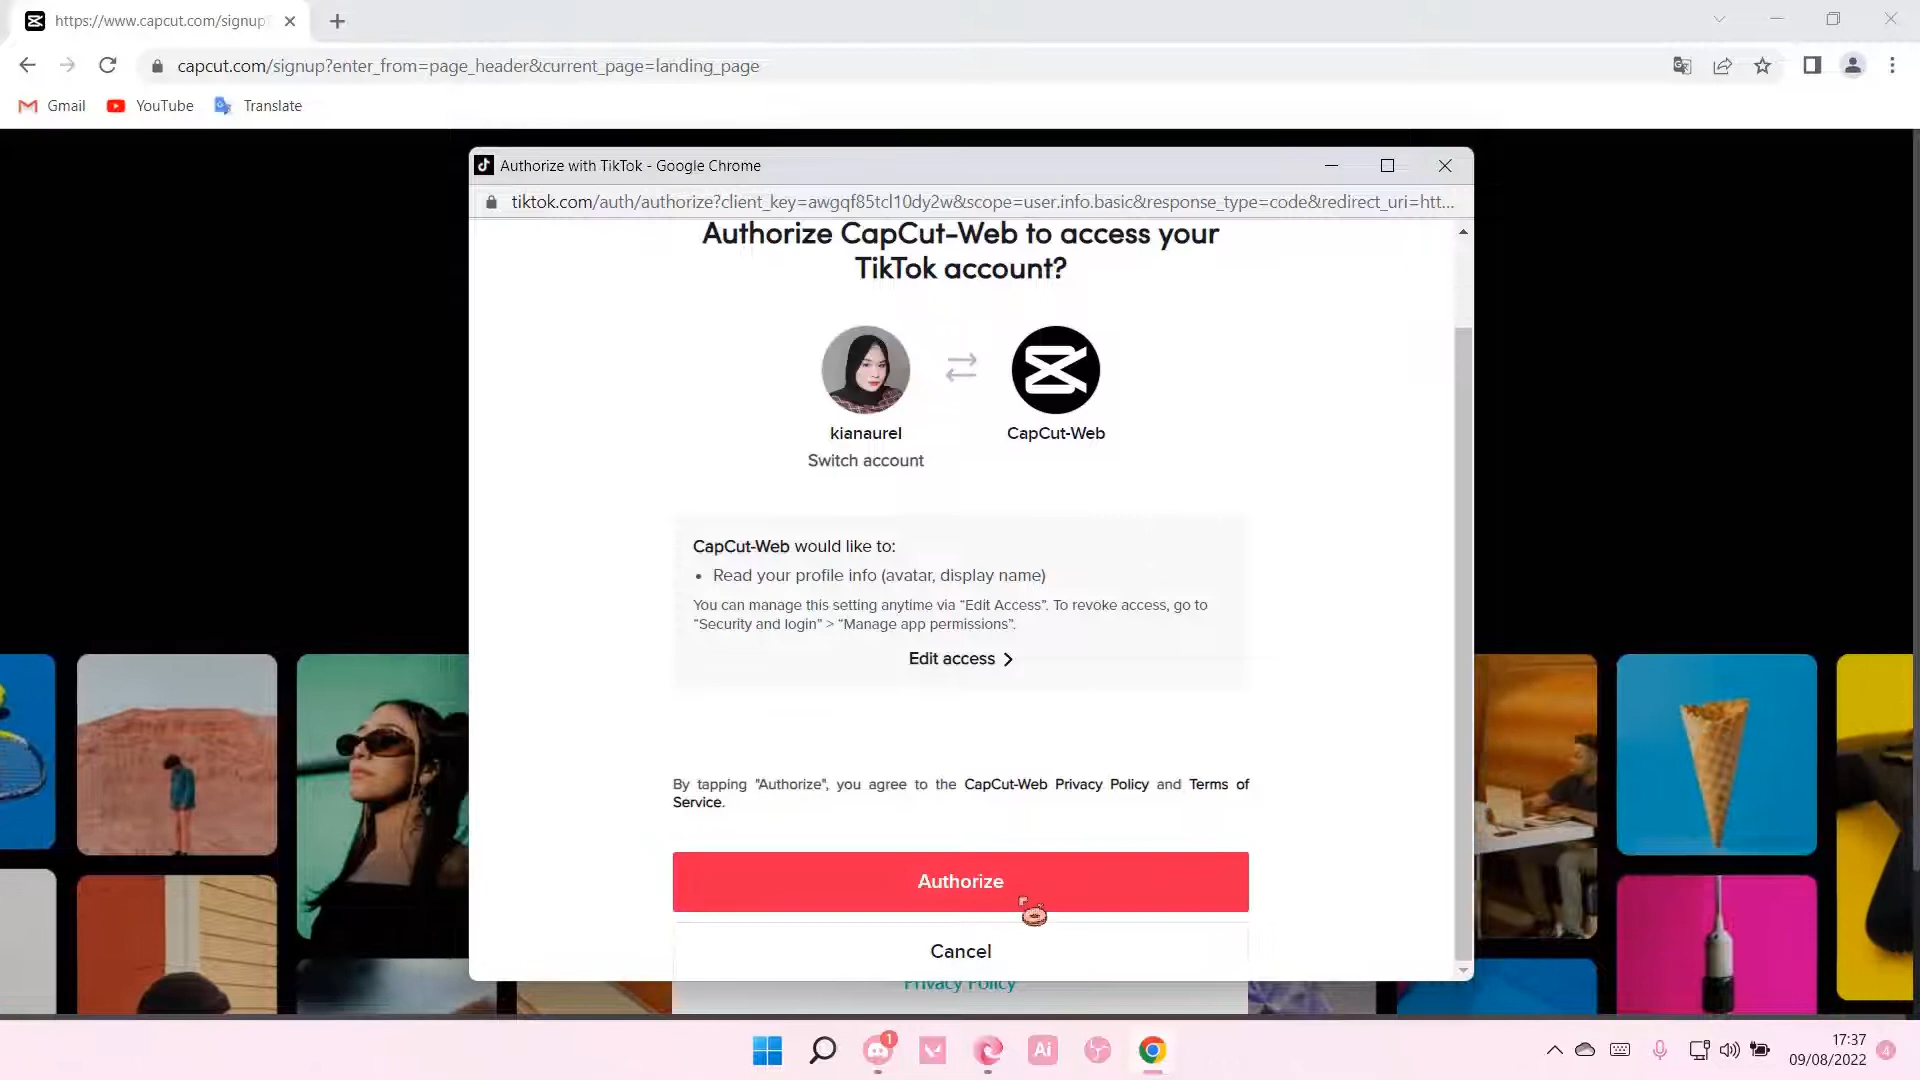 https://www.capcut.com/signup
capcut.com/signup?enter_from=page_header&current_page=landing_page
Gmail YouTube Translate
Authorize with TikTok - Google Chrome
tiktok.com/auth/authorize?client_key=awgqf85tcl10dy2w&scope=user.info.basic&response_type=code&redirect_uri=htt...
Authorize CapCut-Web to access your
TikTok account?
kianaurel CapCut-Web
Switch account
CapCut-Web would like to:
• Read your profile info (avatar, display name)
You can manage this setting anytime via “Edit Access”. To revoke access, go to
“Security and login” > “Manage app permissions”.
Edit access >
By tapping "Authorize", you agree to the CapCut-Web Privacy Policy and Terms of
Service.
Authorize
Cancel
Privacy Policy
1
Ai
17:37
09/08/2022
4